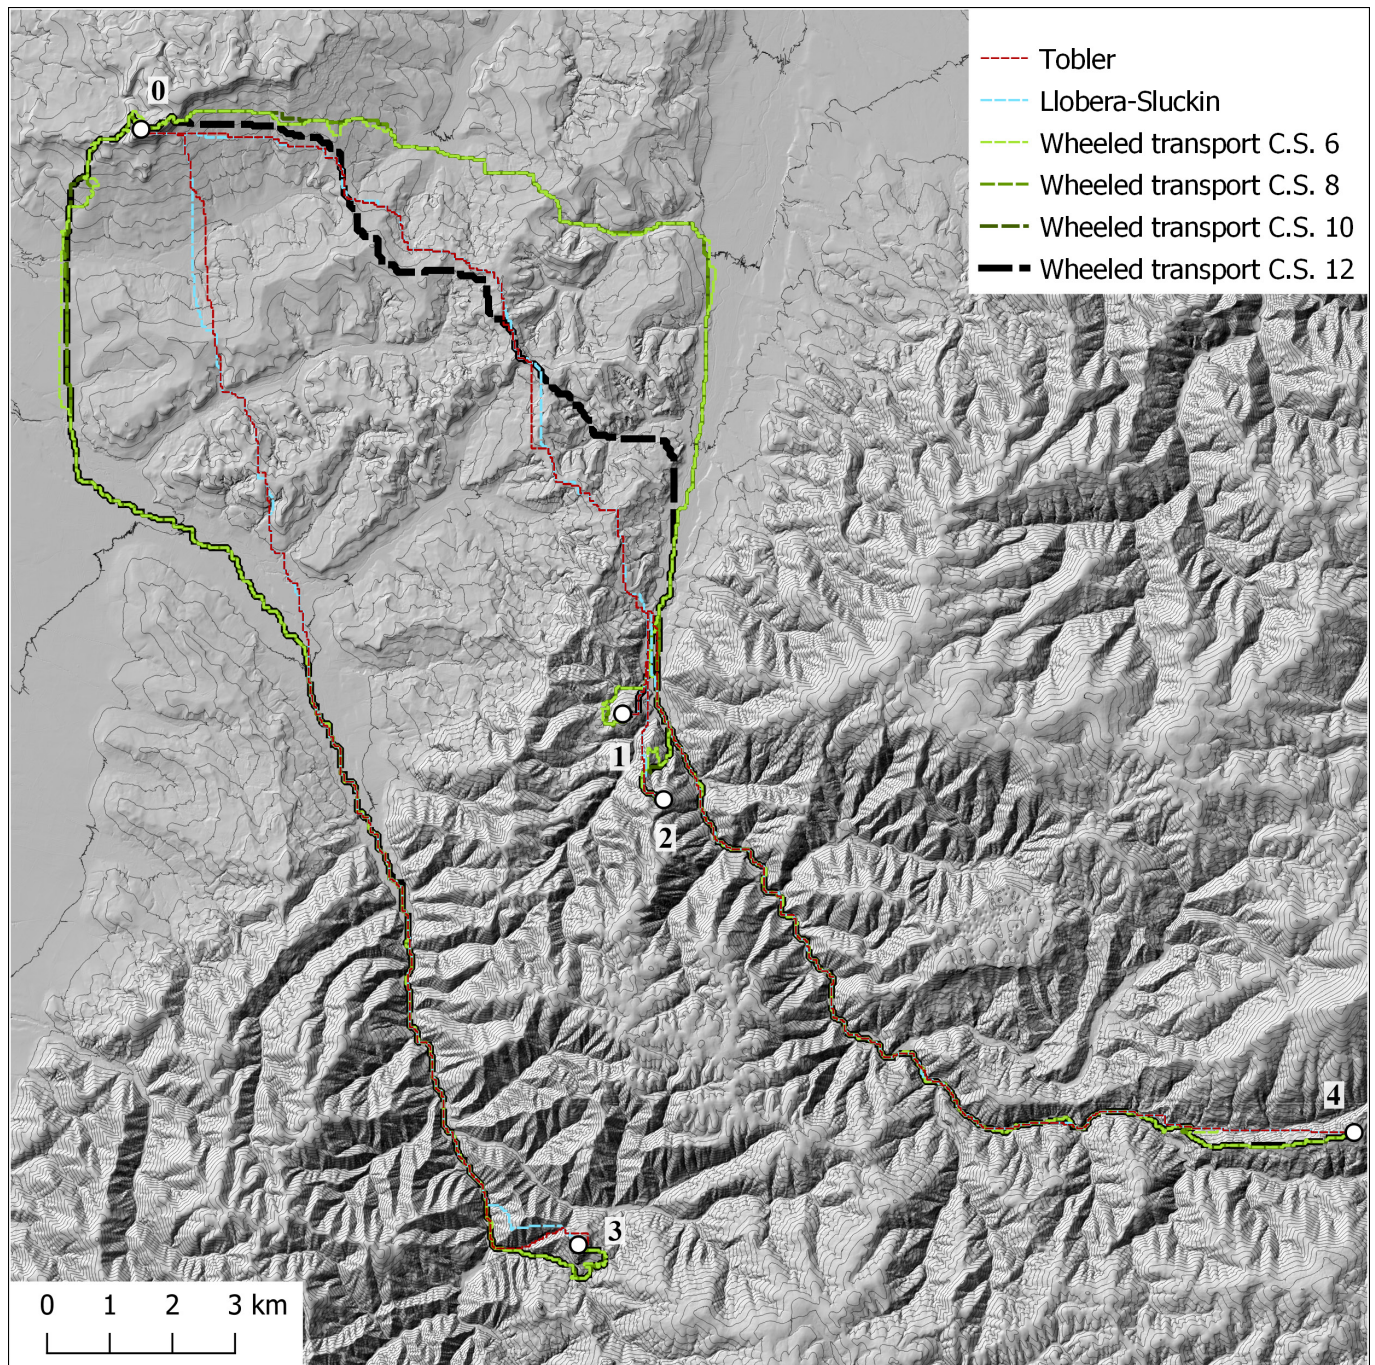 0
Tobler
Llobera-Sluckin
Wheeled transport C.S. 6
Wheeled transport C.S. 8
Wheeled transport C.S. 10
Wheeled transport C.S. 12
1
2
4
3
0 1 2 3 km